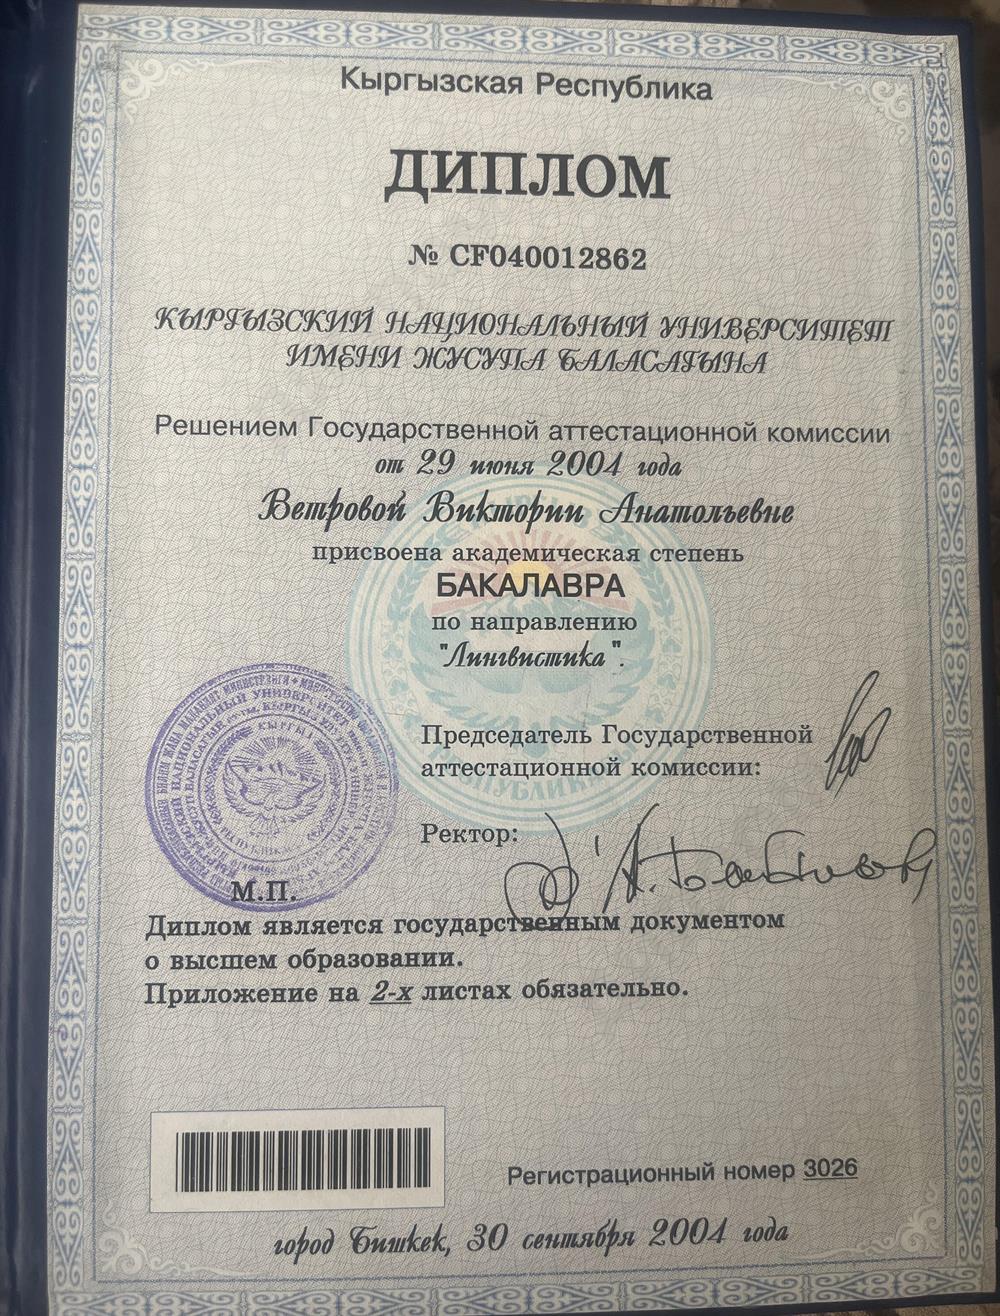 Кыргызская Республика
ДИПЛОМ
№ CF040012862
КЫРГЫЗСКИЙ НАЦИОНАЛЬНЫЙ УНИВЕРСИТЕТ
ИМЕНИ ЖУСУПА БАЛАСАГЫНА
Решением Государственной аттестационной комиссии
от 29 июня 2004 года
Ветровой Виктории Анатольевне
присвоена академическая степень
БАКАЛАВРА
по направлению
"Лингвистика".
Председатель Государственной
аттестационной комиссии:
Ректор:
М.П.
Диплом является государственным документом
о высшем образовании.
Приложение на 2-х листах обязательно.
Регистрационный номер 3026
город Бишкек, 30 сентября 2004 года